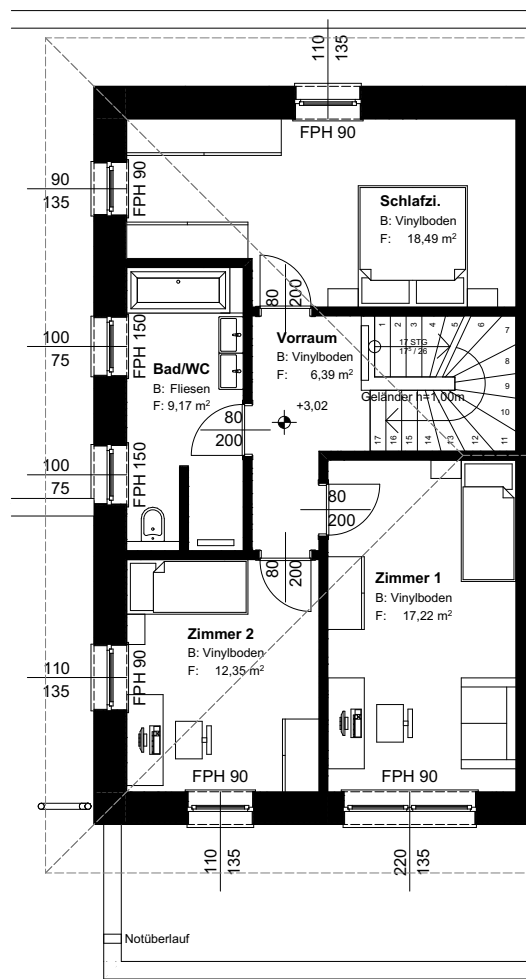 110
135
FPH 90
90
135
FPH 90
Schlafzi.
B: Vinylboden
F: 18,49 m²
80
200
100
75
FPH 150
Vorraum
B: Vinylboden
F: 6,39 m²
+3,02
1
2
3
4
5
6
7
8
9
10
11
12
13
14
15
16
17
17 STG
Geländer h=1,00m
Bad/WC
B: Fliesen
F: 9,17 m²
80
200
100
75
FPH 150
80
200
80
200
Zimmer 1
B: Vinylboden
F: 17,22 m²
Zimmer 2
B: Vinylboden
F: 12,35 m²
110
135
FPH 90
FPH 90
FPH 90
110
135
220
135
Notüberlauf